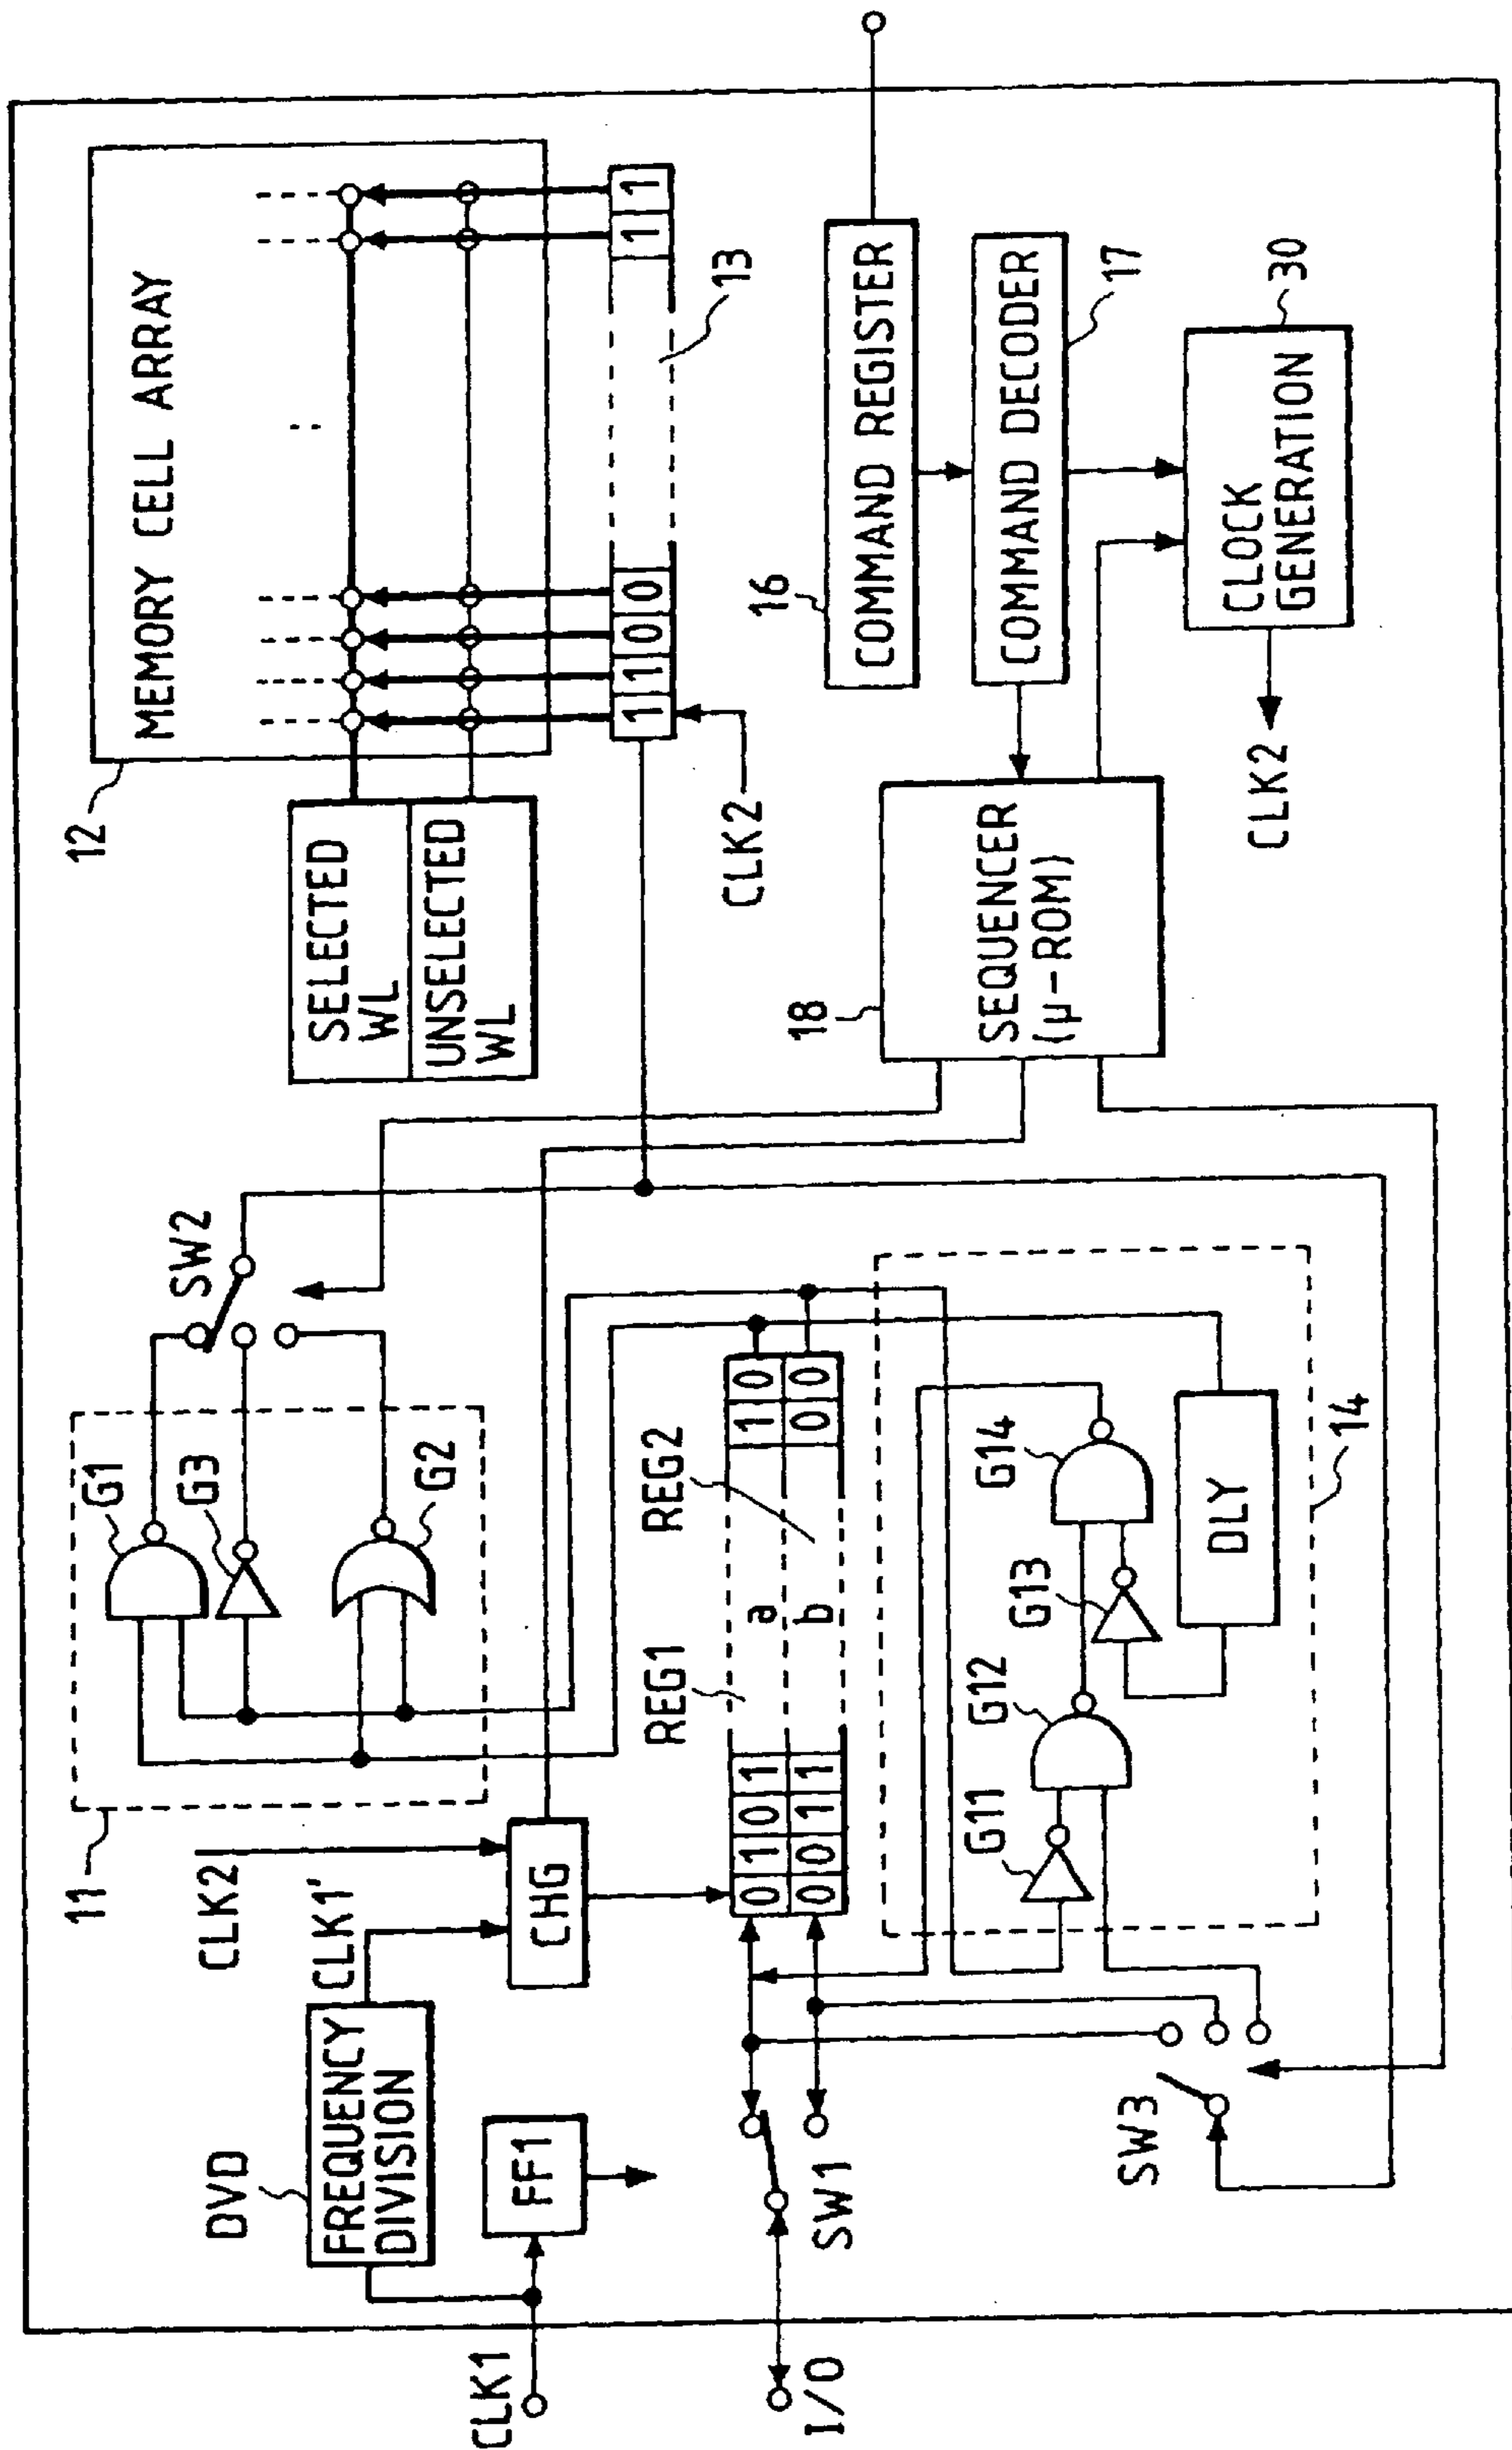 CLK1
I/O
DVD
FREQUENCY
DIVISION
FF1
SW1
CLK1'
CLK2
CHG
11
G1
G3
G2
SW2
REG1
REG2
a
b
0 1 0 1
0 0 1 1
1 0
0 0
G11
G12
G13
G14
DLY
14
SW3
12
MEMORY CELL ARRAY
SELECTED
WL
UNSELECTED
WL
1 1 0 0
1 1
13
CLK2
18
SEQUENCER
(μ-ROM)
16
COMMAND REGISTER
COMMAND DECODER
17
CLOCK
GENERATION
30
CLK2